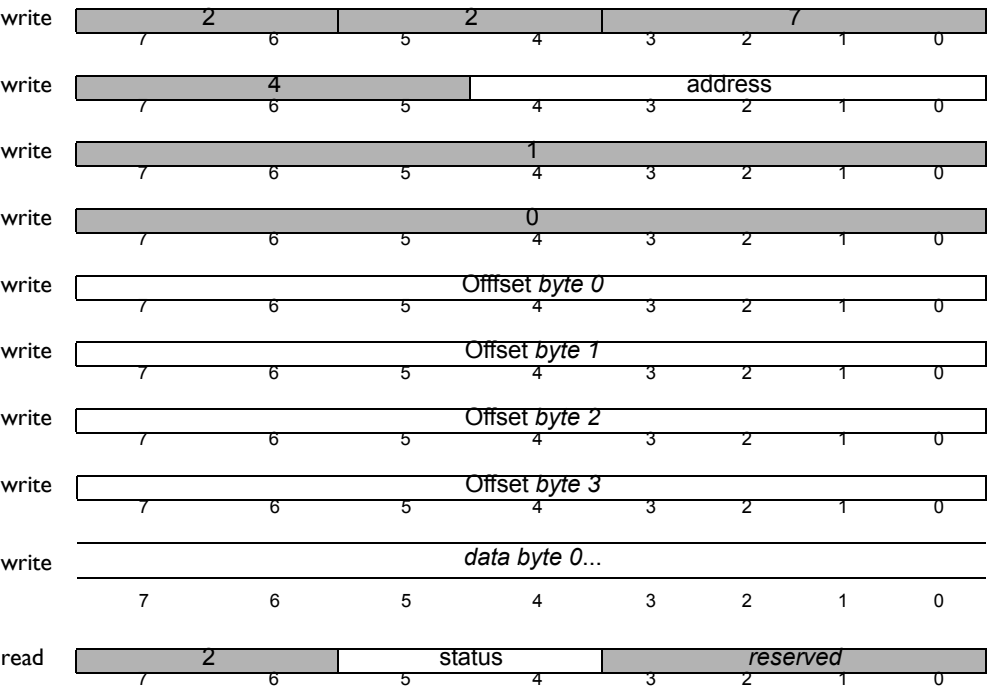 write 2 2 7
7 6 5 4 3 2 1 0
write 4 address
7 6 5 4 3 2 1 0
write 1
7 6 5 4 3 2 1 0
write 0
7 6 5 4 3 2 1 0
write Offfset byte 0
7 6 5 4 3 2 1 0
write Offset byte 1
7 6 5 4 3 2 1 0
write Offset byte 2
7 6 5 4 3 2 1 0
write Offset byte 3
7 6 5 4 3 2 1 0
write data byte 0...
7 6 5 4 3 2 1 0
read 2 status reserved
7 6 5 4 3 2 1 0